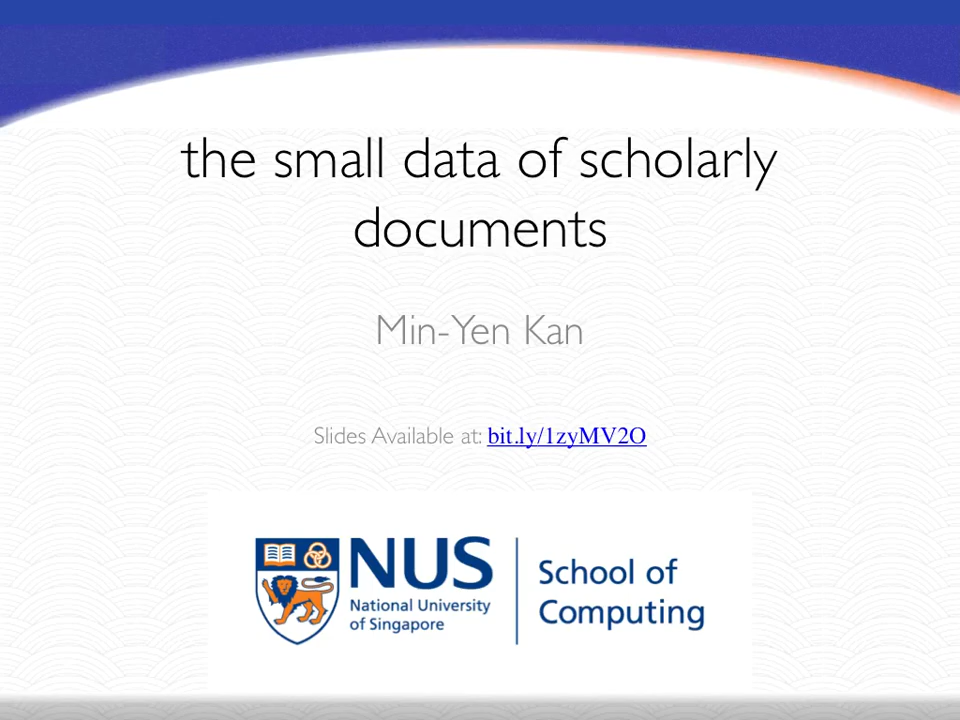 the small data of scholarly
documents
Min-Yen Kan
Slides Available at: bit.ly/1zyMV2O
NUS
National University
of Singapore
School of
Computing